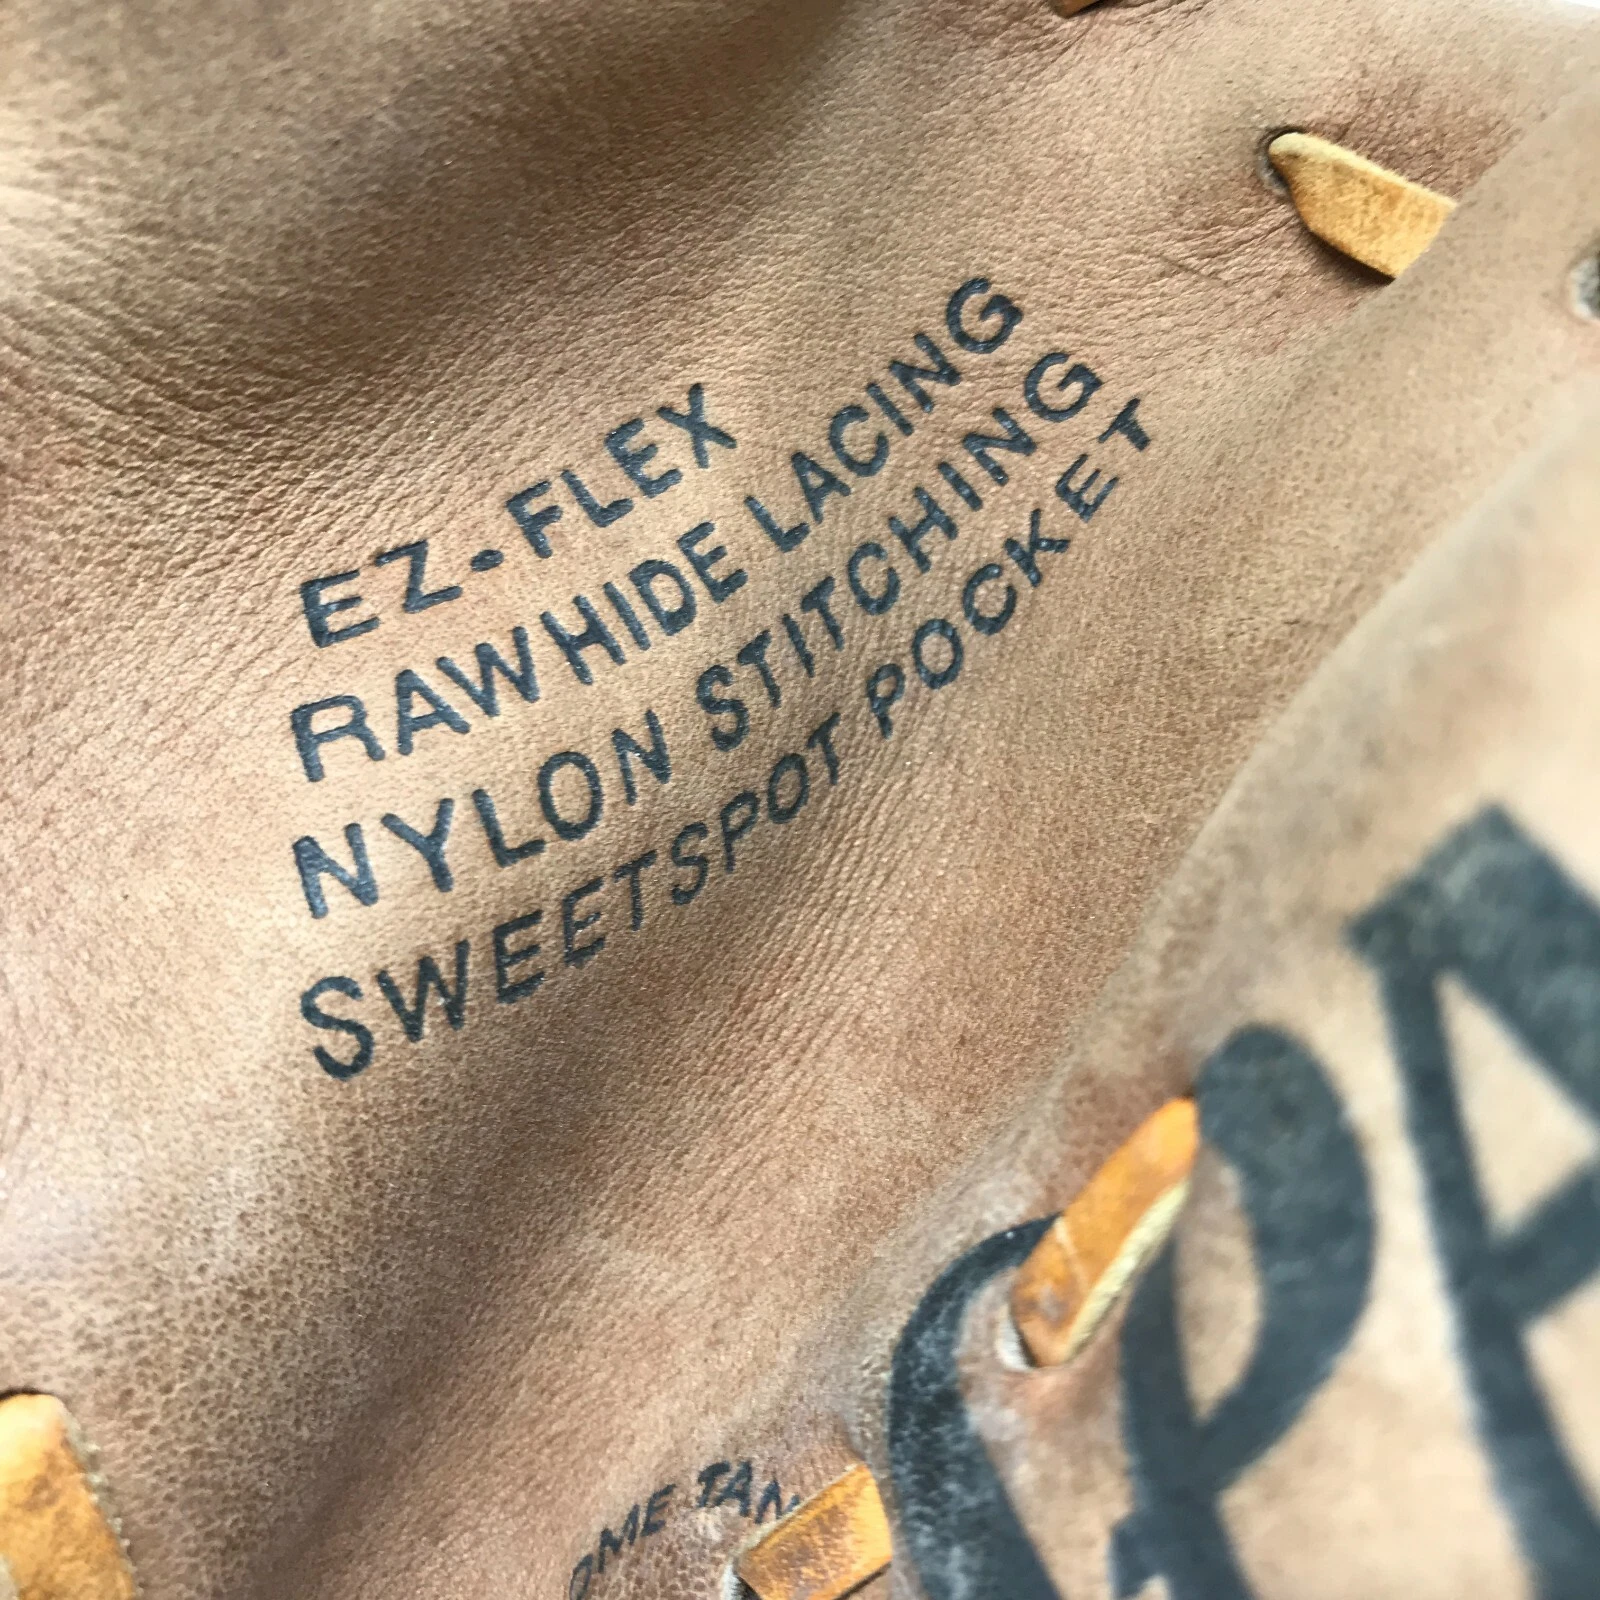 EZ-FLEX
RAWHIDE LACING
NYLON STITCHING
SWEETSPOT POCKET